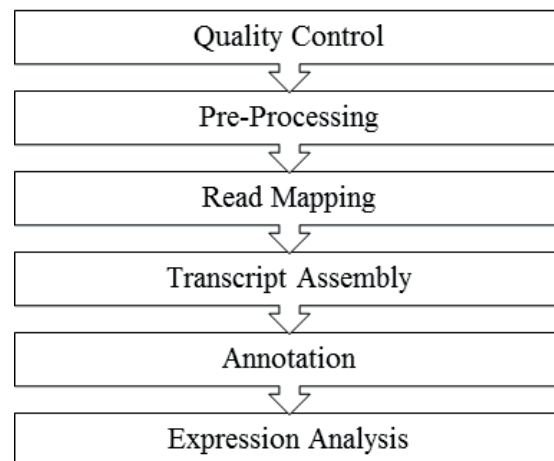 Quality Control
Pre-Processing
Read Mapping
Transcript Assembly
Annotation
Expression Analysis